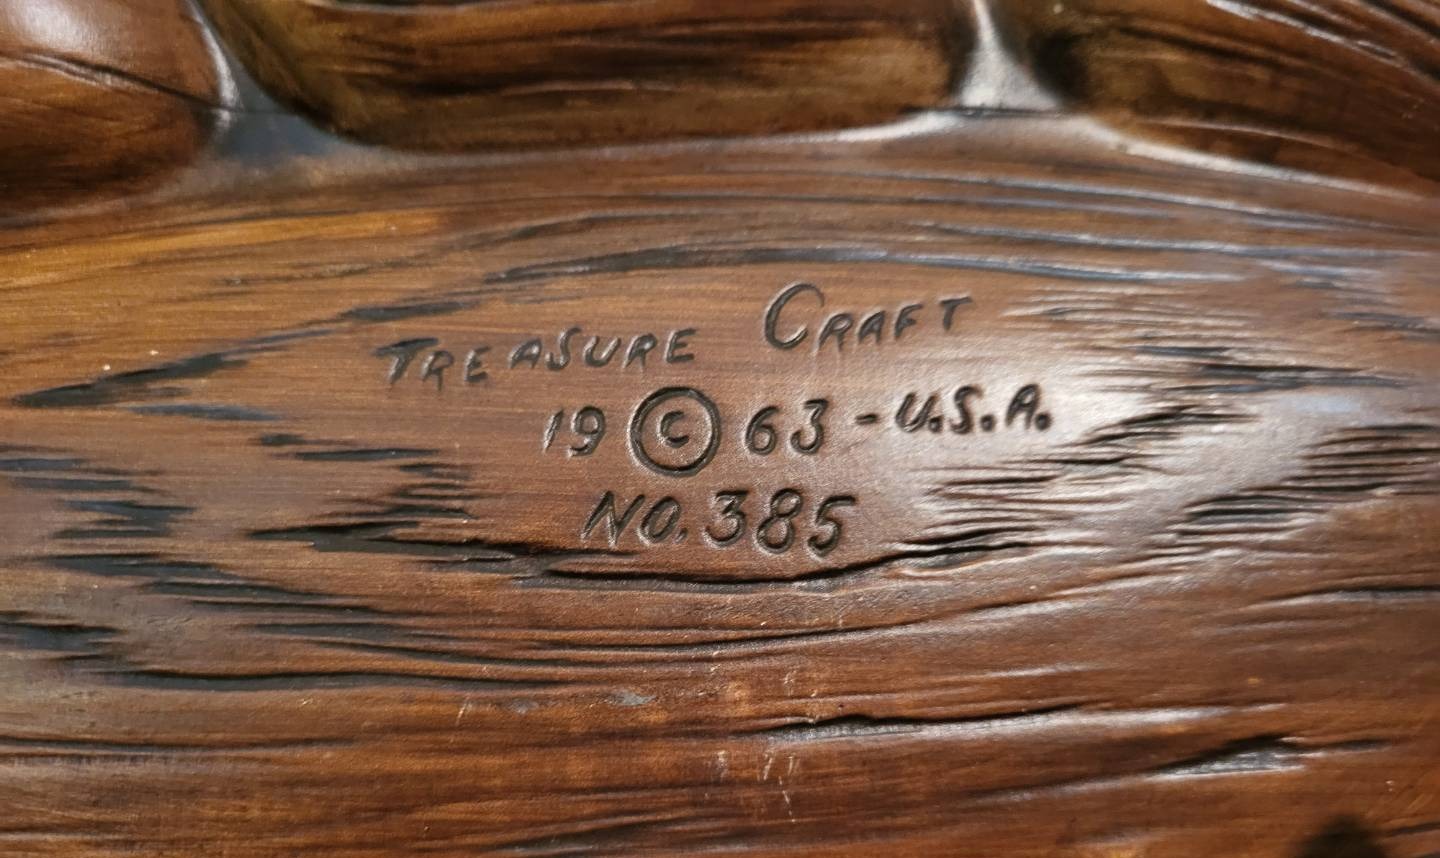 TREASURE CRAFT
19 © 63 - U.S.A.
NO. 385